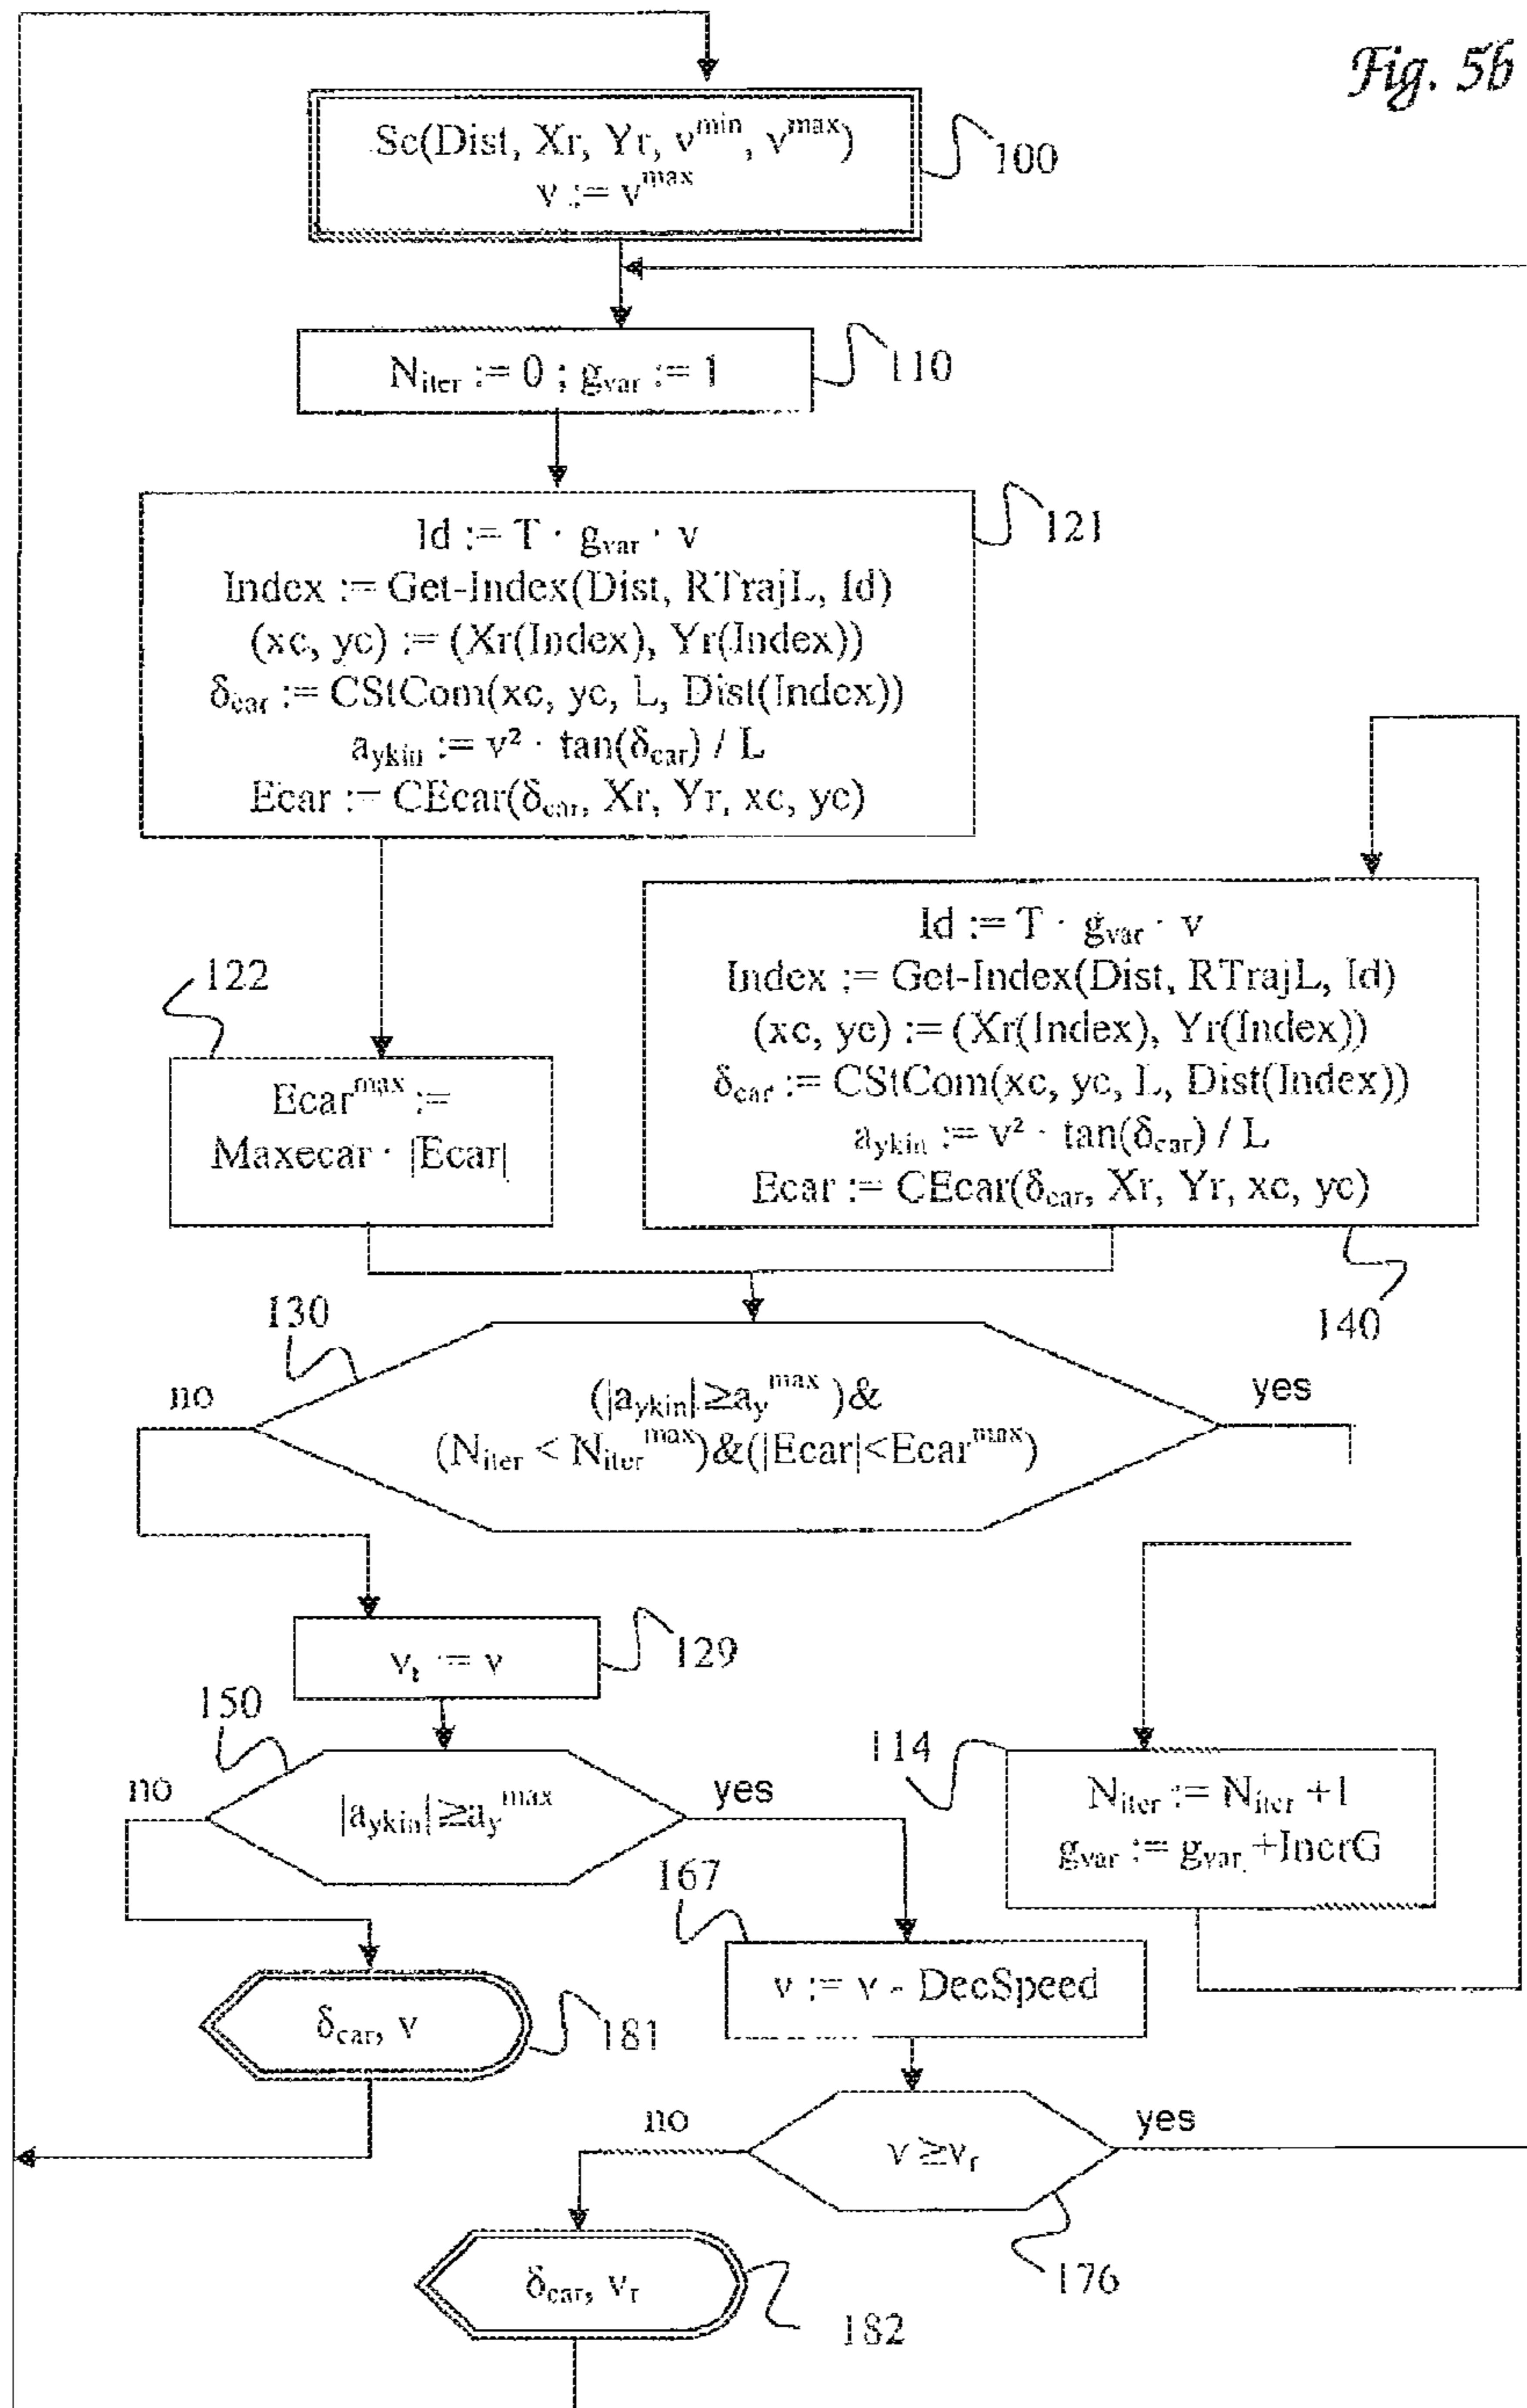 Fig. 5b
Sc(Dist, Xr, Yr, v^min, v^max)
v := v^max
100
N_iter := 0 ; g_var := 1
110
Id := T · g_var · v
Index := Get-Index(Dist, RTrajL, Id)
(xc, yc) := (Xr(Index), Yr(Index))
δ_car := CStCom(xc, yc, L, Dist(Index))
a_ykin := v² · tan(δ_car) / L
Ecar := CEcar(δ_car, Xr, Yr, xc, yc)
121
122
Ecar^max :=
Maxecar · |Ecar|
Id := T · g_var · v
Index := Get-Index(Dist, RTrajL, Id)
(xc, yc) := (Xr(Index), Yr(Index))
δ_car := CStCom(xc, yc, L, Dist(Index))
a_ykin := v² · tan(δ_car) / L
Ecar := CEcar(δ_car, Xr, Yr, xc, yc)
140
130
no
(|a_ykin| ≥ a_y^max) &
(N_iter < N_iter^max)&(|Ecar|<Ecar^max)
yes
v_t := v
129
150
no
|a_ykin| ≥ a_y^max
yes
114
N_iter := N_iter +1
g_var := g_var +IncrG
167
v := v - DecSpeed
δ_car, v
181
no
v ≥ v_r
yes
176
δ_car, v_r
182